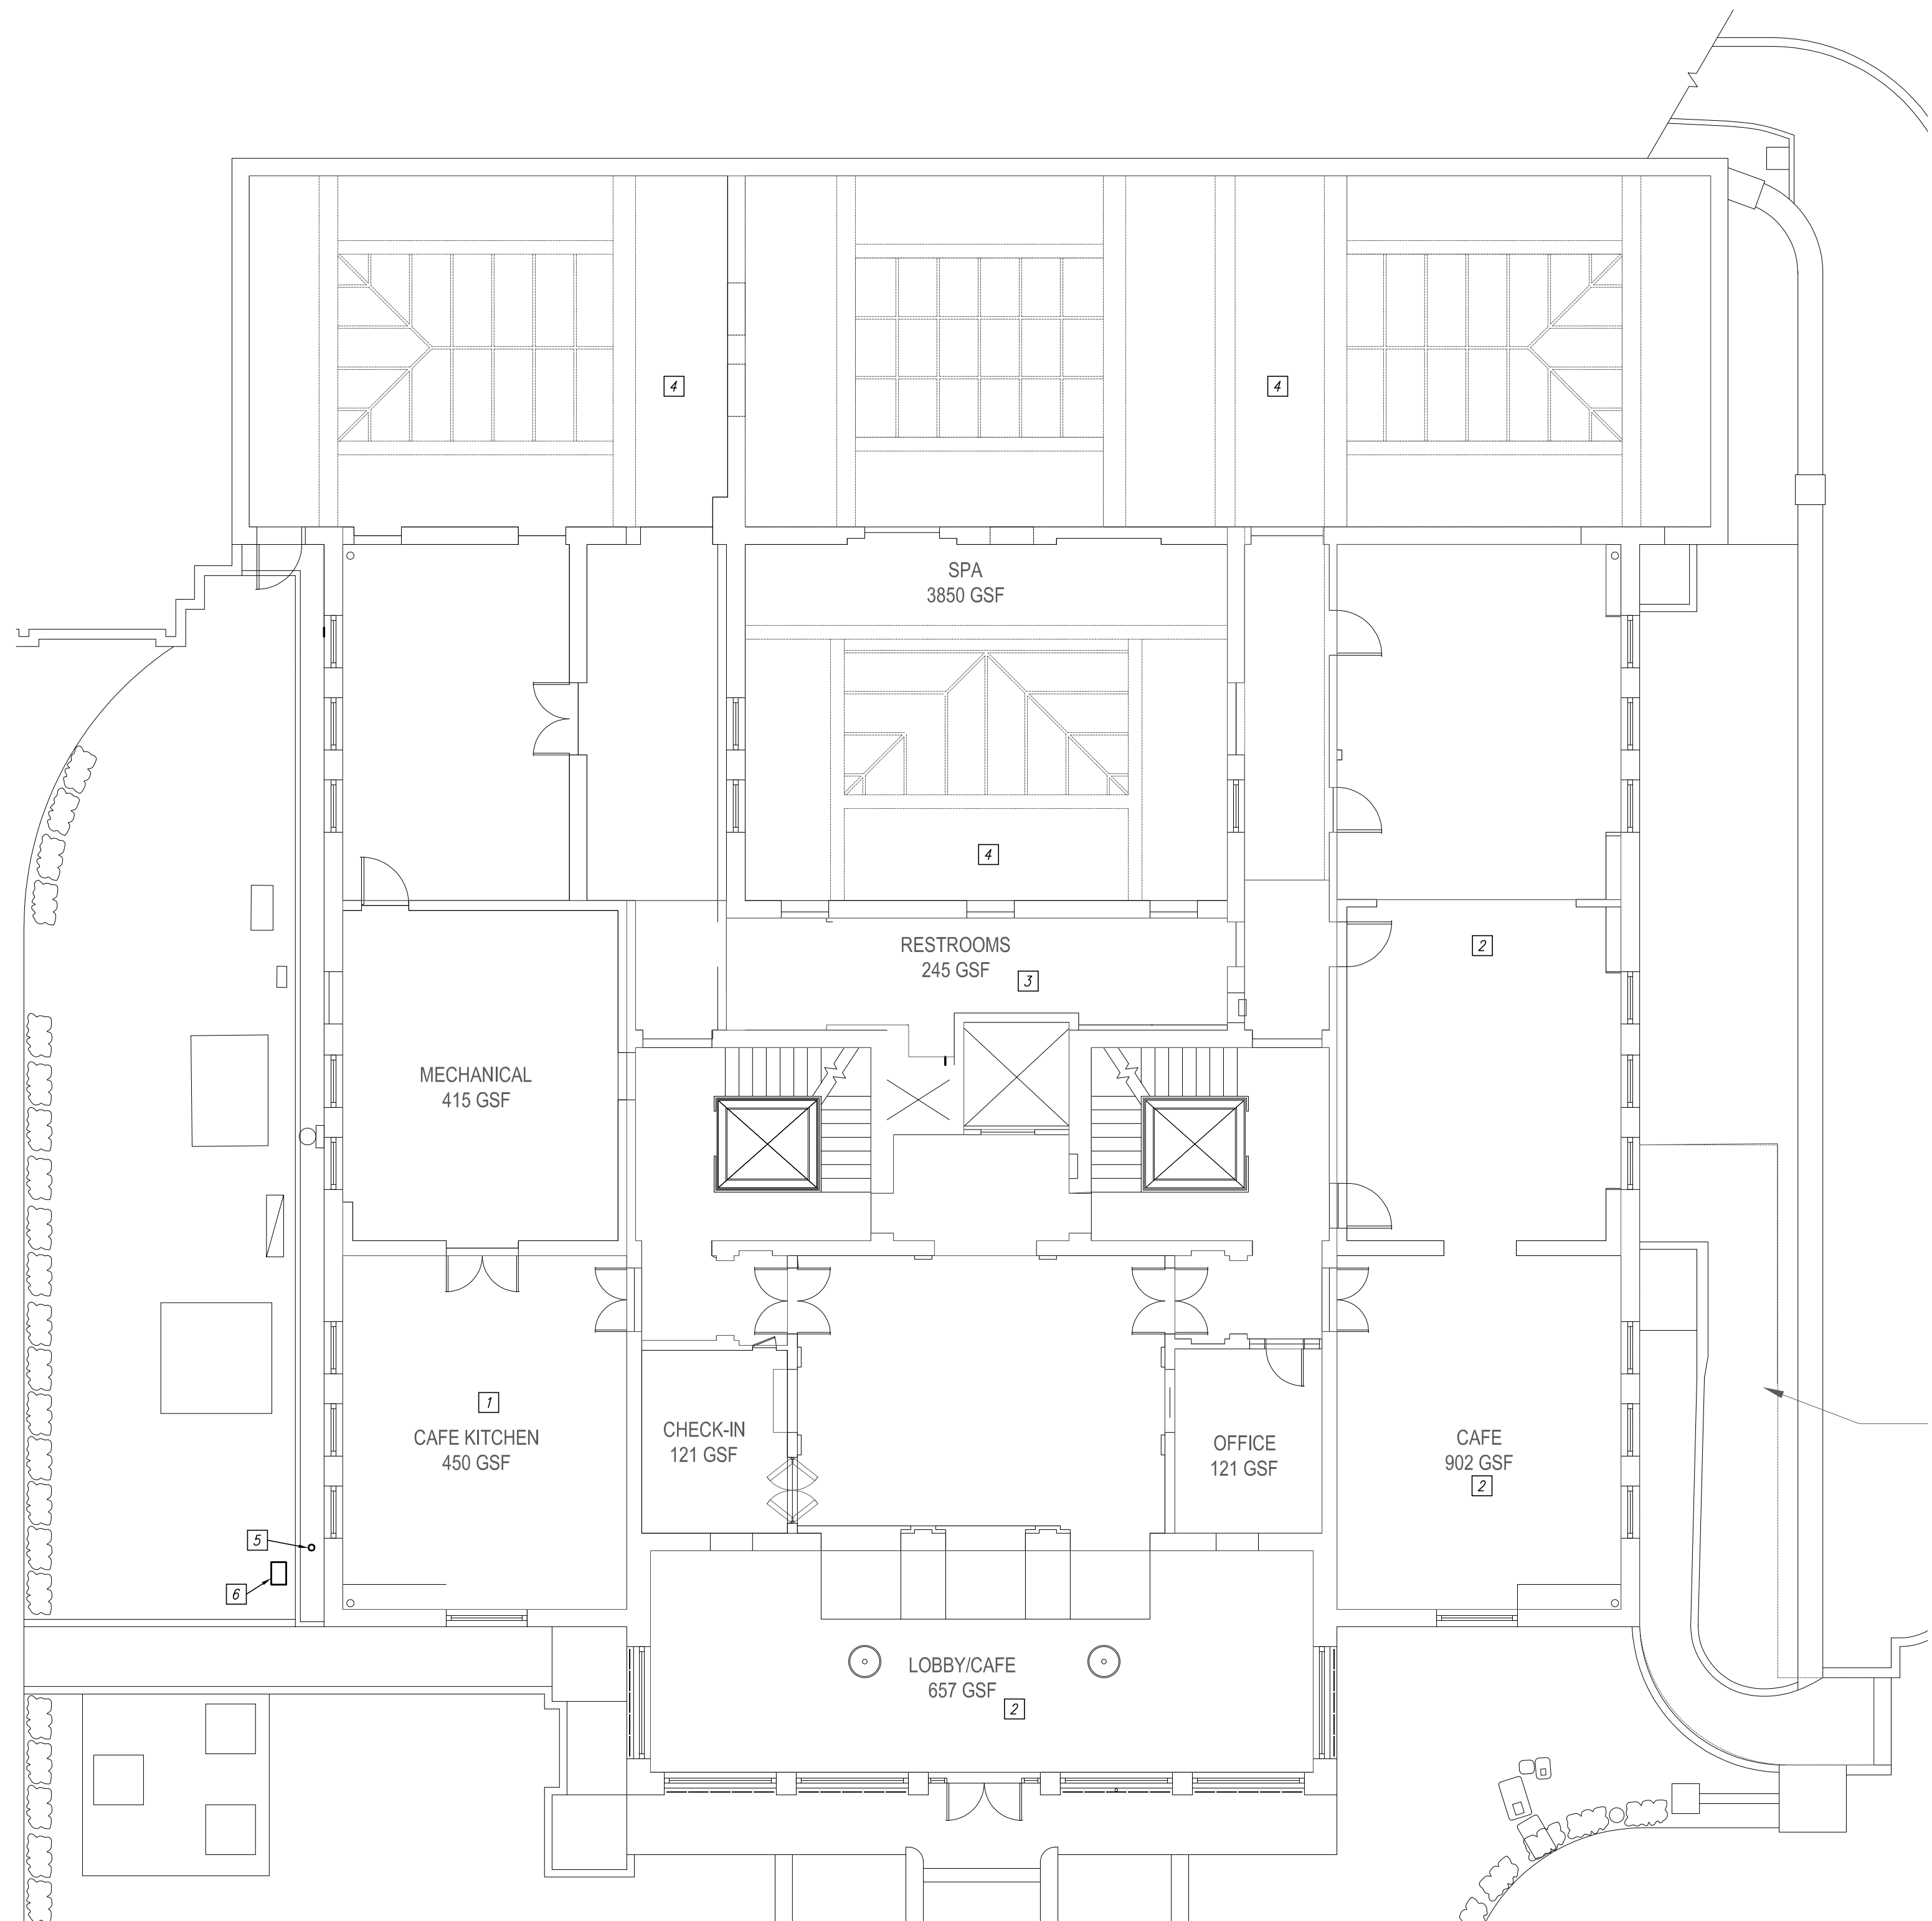 4
4
SPA
3850 GSF
4
RESTROOMS
245 GSF
3
2
MECHANICAL
415 GSF
1
CAFE KITCHEN
450 GSF
CHECK-IN
121 GSF
OFFICE
121 GSF
CAFE
902 GSF
2
5
6
LOBBY/CAFE
657 GSF
2